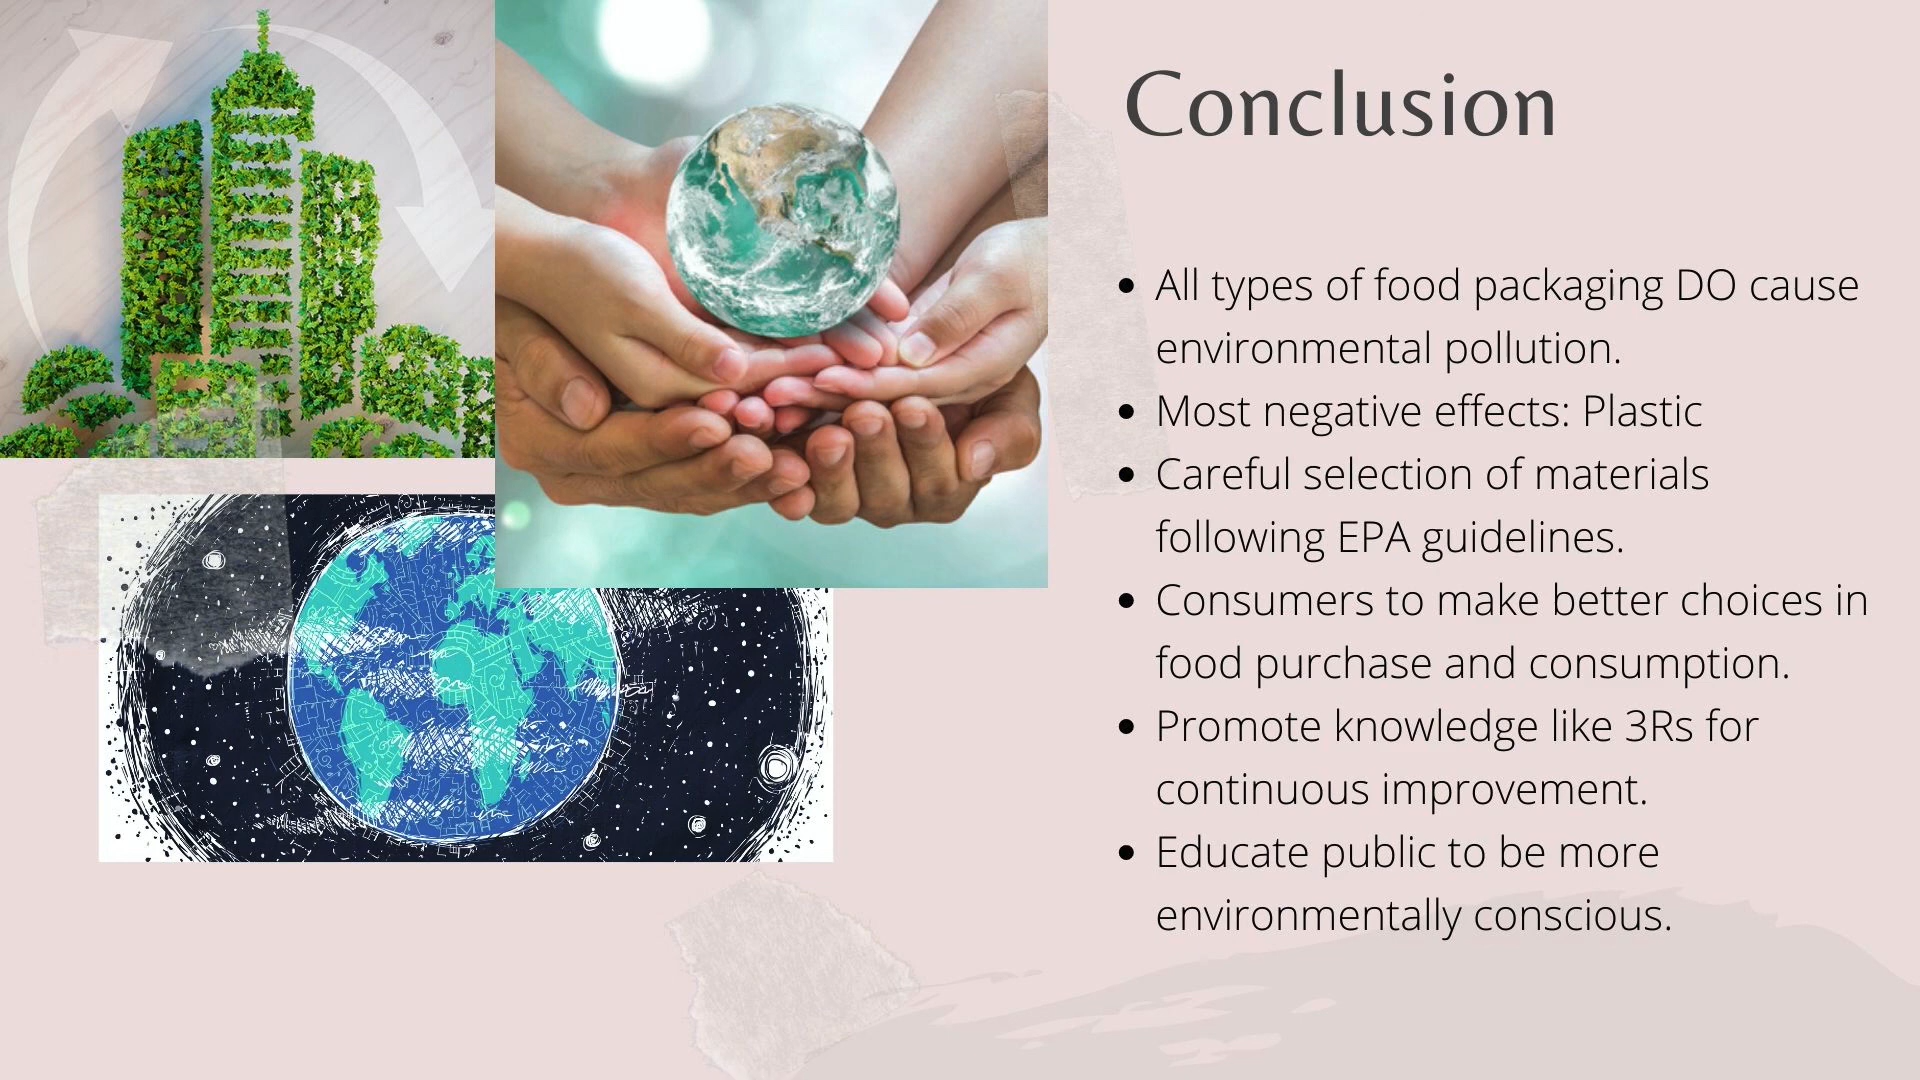 Conclusion
• All types of food packaging DO cause
environmental pollution.
• Most negative effects: Plastic
• Careful selection of materials
following EPA guidelines.
• Consumers to make better choices in
food purchase and consumption.
• Promote knowledge like 3Rs for
continuous improvement.
• Educate public to be more
environmentally conscious.